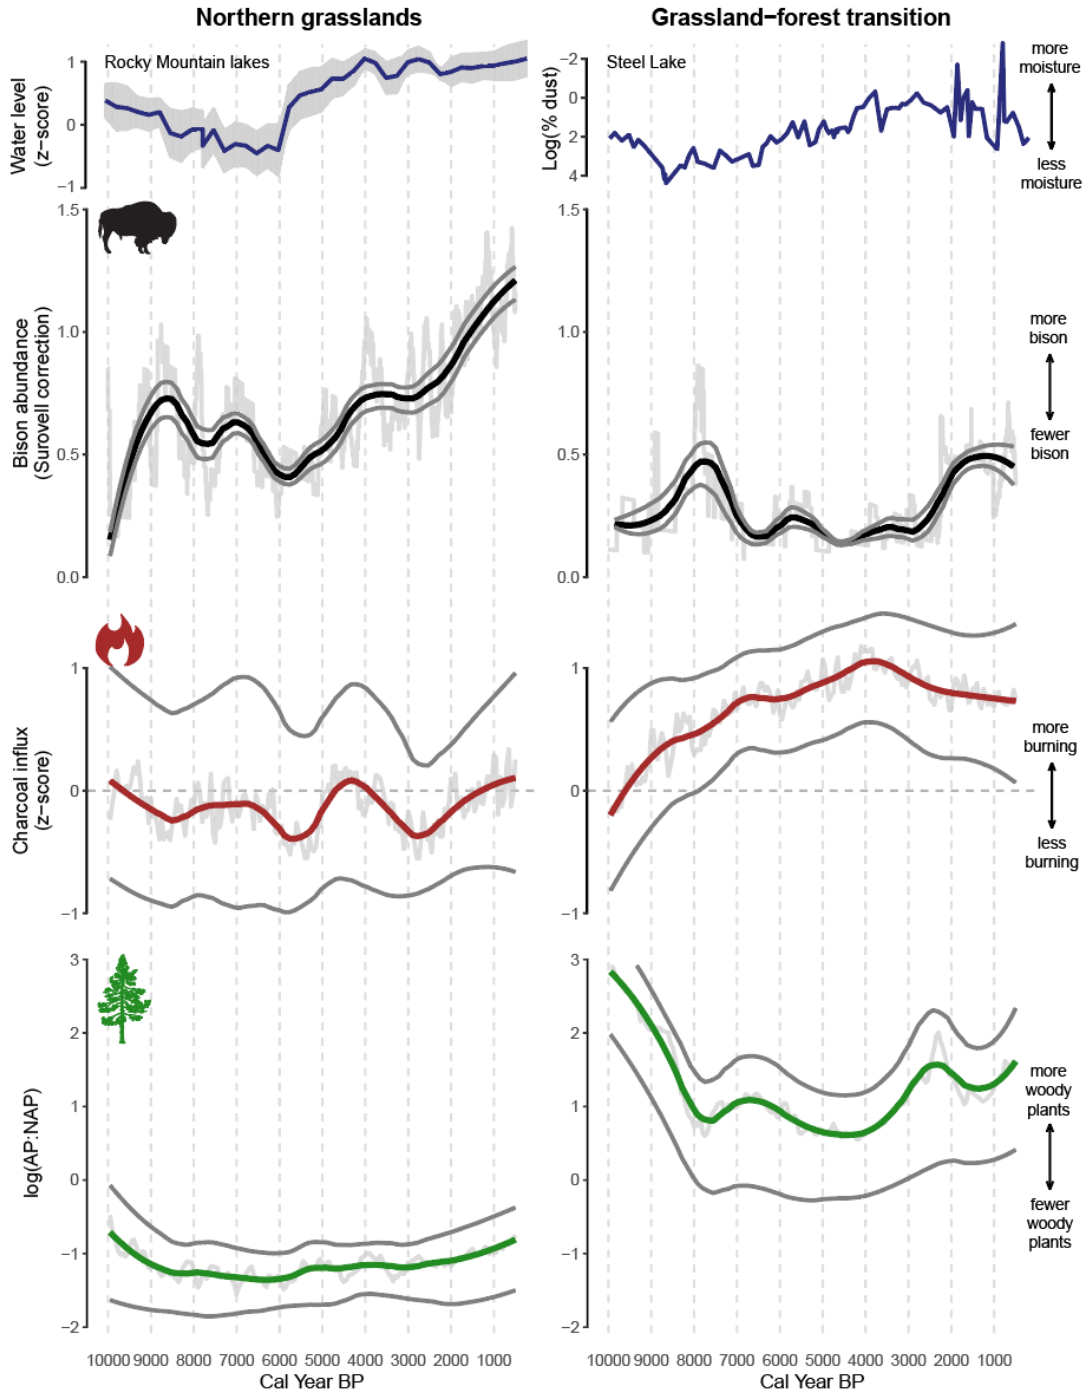 Northern grasslands
Grassland−forest transition
Rocky Mountain lakes
Steel Lake
Water level
(z−score)
1
0
−1
Log(% dust)
−2
0
2
4
more
moisture
less
moisture
Bison abundance
(Surovell correction)
1.5
1.0
0.5
0.0
1.5
1.0
0.5
0.0
more
bison
fewer
bison
Charcoal influx
(z−score)
1
0
−1
1
0
−1
more
burning
less
burning
log(AP:NAP)
3
2
1
0
−1
−2
3
2
1
0
−1
−2
more
woody
plants
fewer
woody
plants
10000 9000 8000 7000 6000 5000 4000 3000 2000 1000
Cal Year BP
10000 9000 8000 7000 6000 5000 4000 3000 2000 1000
Cal Year BP